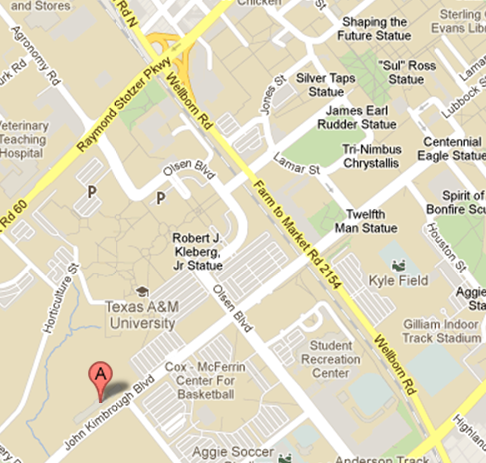 and Stores
Rd N
Chicken
Shaping the
Future Statue
Sterling
Evans Lib
Agronomy Rd
"Sul" Ross
Statue
Lamar
Silver Taps
Statue
Lubbock St
Raymond Stotzer Pkwy
Wellborn Rd
Jones St
James Earl
Rudder Statue
Veterinary
Teaching
Hospital
Tri-Nimbus
Chrystallis
Centennial
Eagle Statue
Olsen Blvd
Lamar St
P
P
Rd 60
Farm to Market Rd 2154
Spirit of
Bonfire Scu
Twelfth
Man Statue
Robert J.
Kleberg,
Jr Statue
Houston St
Horticulture St
Kyle Field
Aggie
Sta
Texas A&M
University
Olsen Blvd
Gilliam Indoor
Track Stadium
Student
Recreation
Center
Wellborn Rd
Cox - McFerrin
Center For
Basketball
A
John Kimbrough Blvd
Aggie Soccer
Anderson Track
Highland